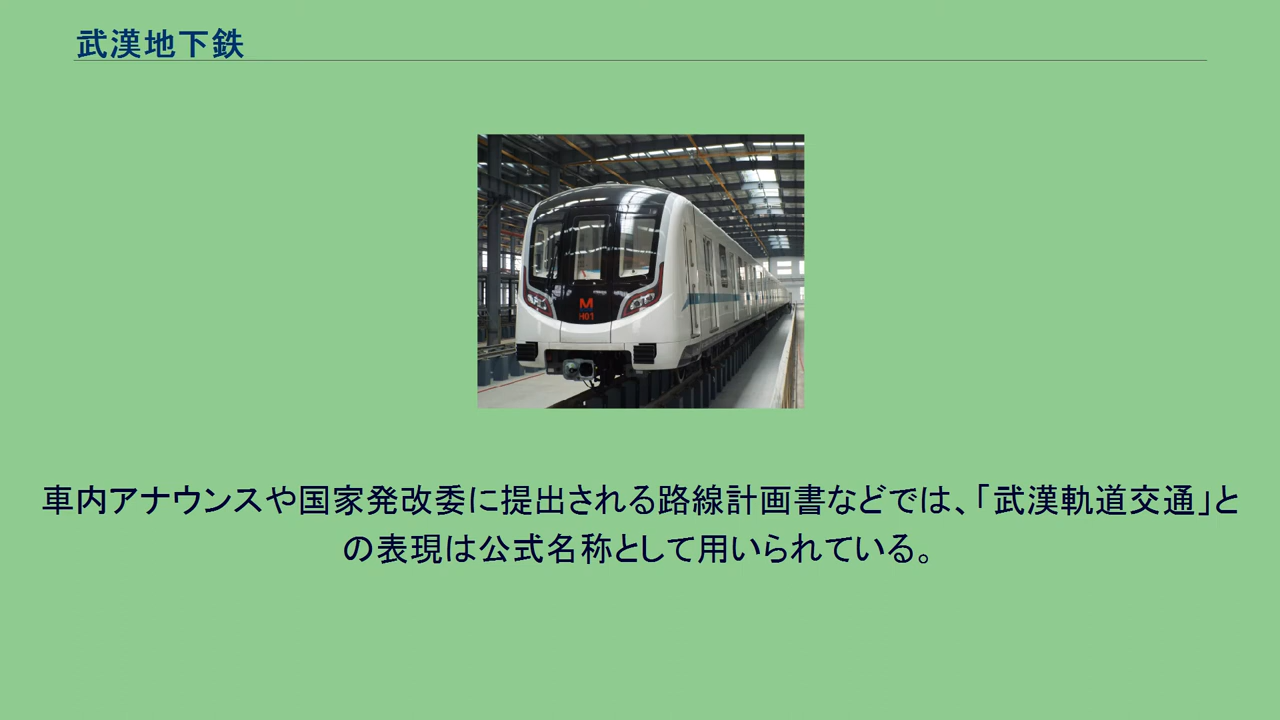 武漢地下鉄
M
H01
車内アナウンスや国家発改委に提出される路線計画書などでは、「武漢軌道交通」と
の表現は公式名称として用いられている。